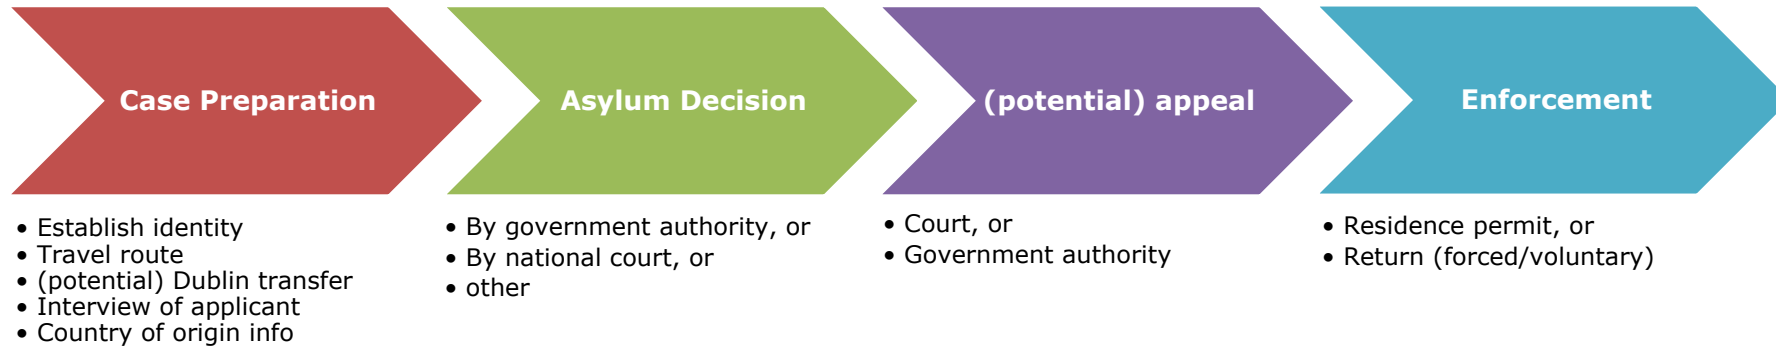 Case Preparation
• Establish identity
• Travel route
• (potential) Dublin transfer
• Interview of applicant
• Country of origin info
Asylum Decision
• By government authority, or
• By national court, or
• other
(potential) appeal
• Court, or
• Government authority
Enforcement
• Residence permit, or
• Return (forced/voluntary)